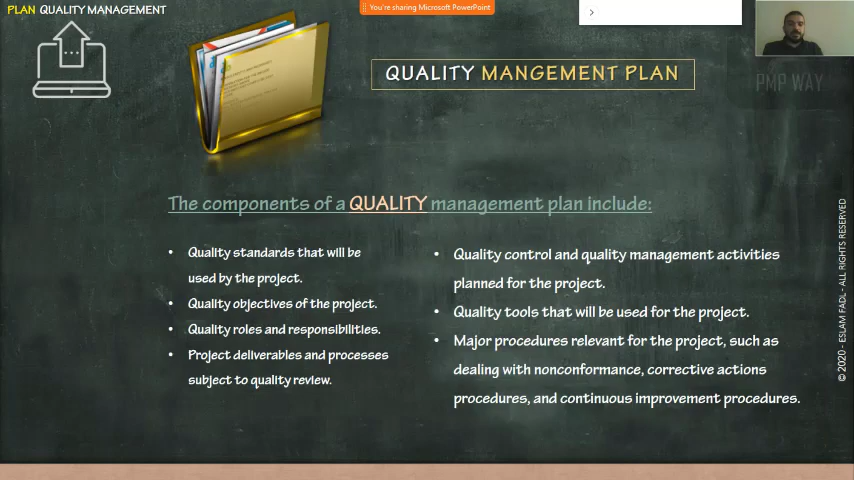 PLAN QUALITY MANAGEMENT
You're sharing Microsoft PowerPoint
QUALITY MANGEMENT PLAN
PMP WAY
The components of a QUALITY management plan include:
• Quality standards that will be
used by the project.
• Quality objectives of the project.
• Quality roles and responsibilities.
• Project deliverables and processes
subject to quality review.
• Quality control and quality management activities
planned for the project.
• Quality tools that will be used for the project.
• Major procedures relevant for the project, such as
dealing with nonconformance, corrective actions
procedures, and continuous improvement procedures.
© 2020 - ESLAM FADL - ALL RIGHTS RESERVED